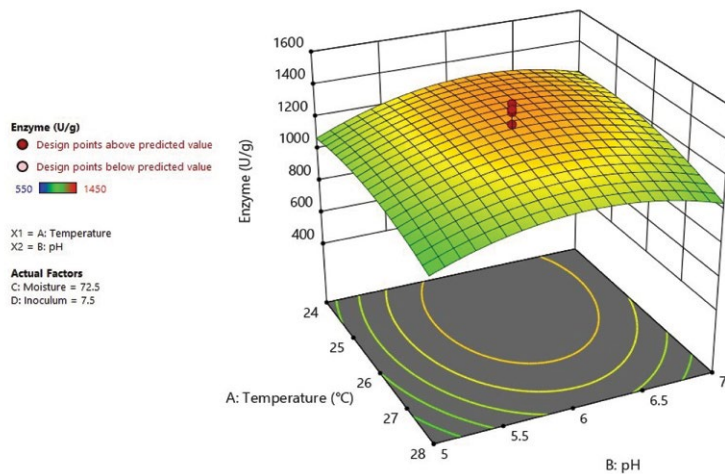 Enzyme (U/g)
Design points above predicted value
Design points below predicted value
550 1450
X1 = A: Temperature
X2 = B: pH
Actual Factors
C: Moisture = 72.5
D: Inoculum = 7.5
1600
1400
1200
1000
800
600
400
Enzyme (U/g)
24
25
26
27
28
A: Temperature (°C)
5
5.5
6
6.5
7
B: pH